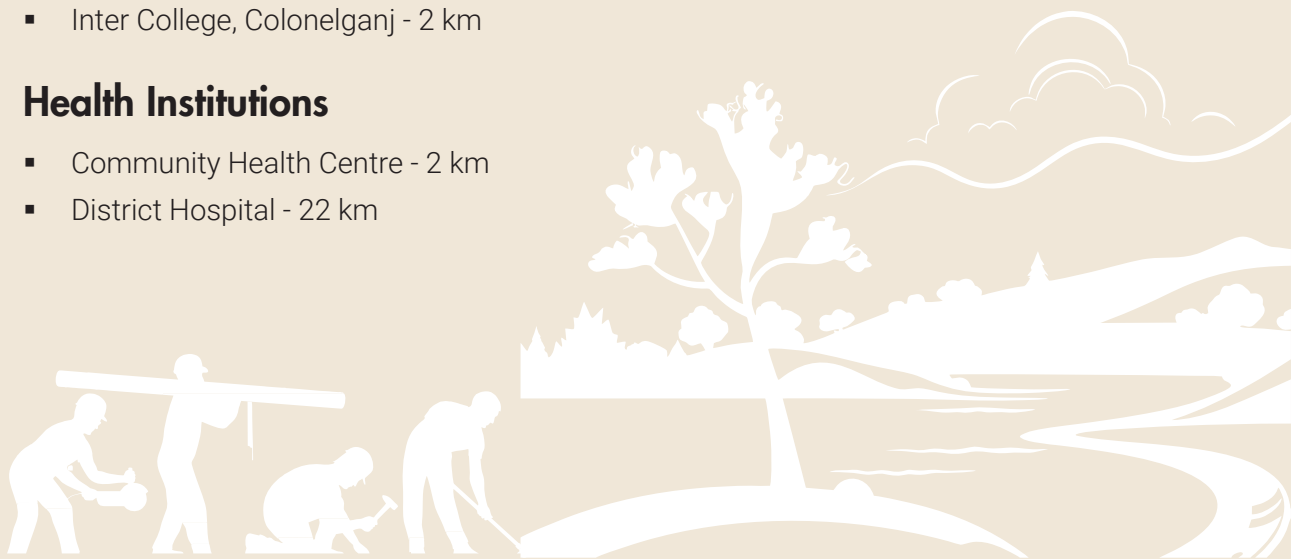 ▪ Inter College, Colonelganj - 2 km
Health Institutions
▪ Community Health Centre - 2 km
▪ District Hospital - 22 km